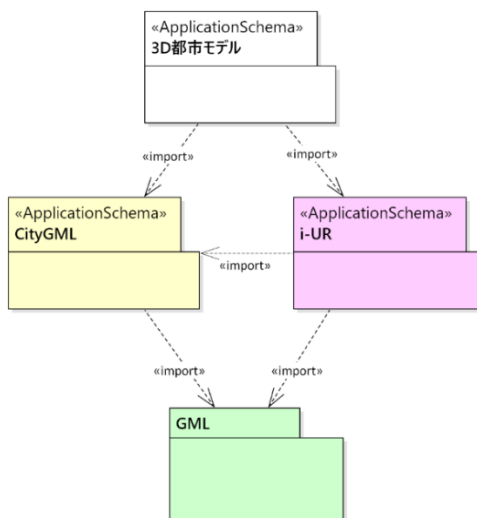 «ApplicationSchema»
3D都市モデル
«import»
«import»
«ApplicationSchema»
CityGML
«ApplicationSchema»
i-UR
«import»
«import»
«import»
GML